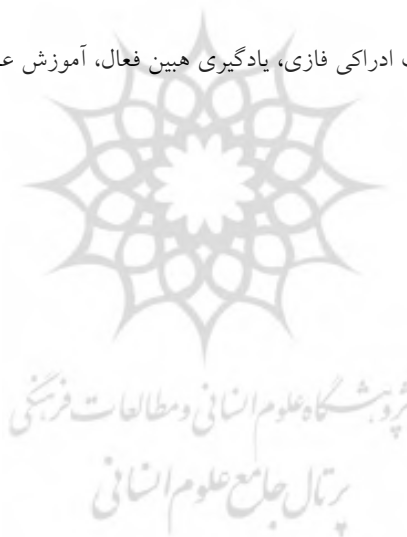 ادراکی فازی، یادگیری هبین فعال، آموزش
پژوهشگاه علوم انسانی و مطالعات فرهنگی
پرتال جامع علوم انسانی